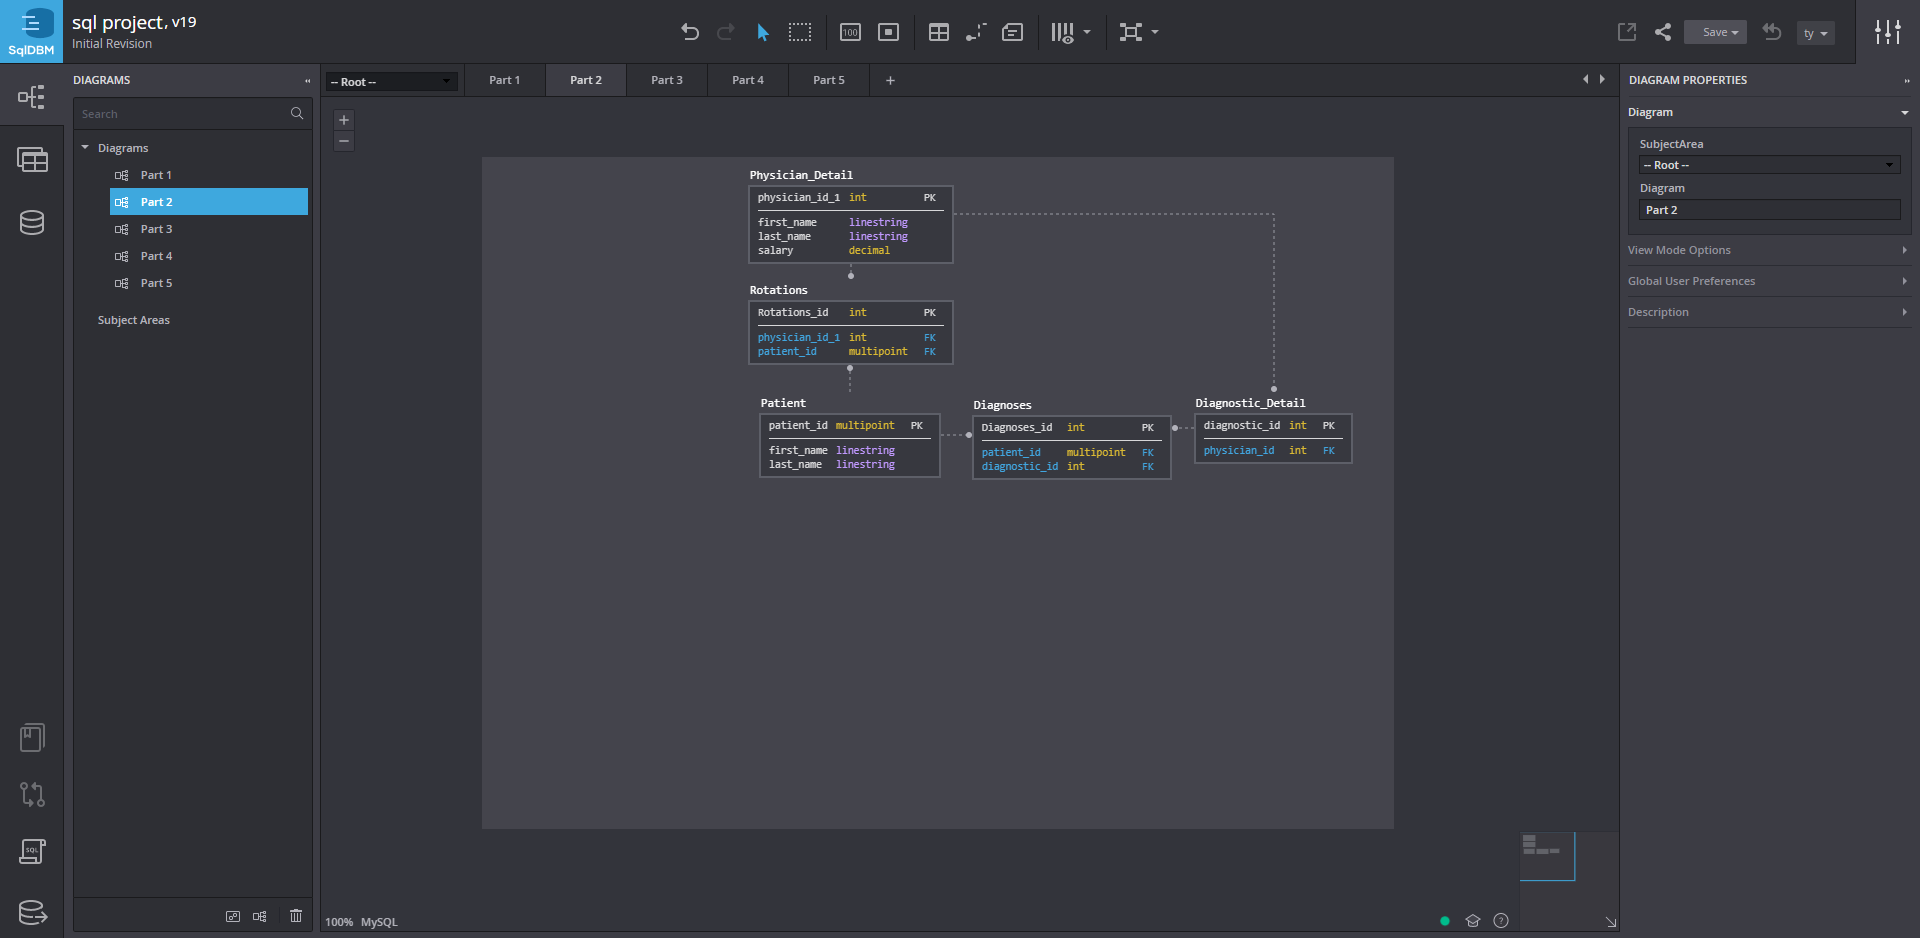 SqlDBM
sql project, v19
Initial Revision
100
Save
ty
DIAGRAMS
Search
Diagrams
Part 1
Part 2
Part 3
Part 4
Part 5
Subject Areas
-- Root --
Part 1
Part 2
Part 3
Part 4
Part 5
+
+
−
Physician_Detail
physician_id_1 int PK
first_name linestring
last_name linestring
salary decimal
Rotations
Rotations_id int PK
physician_id_1 int FK
patient_id multipoint FK
Patient
patient_id multipoint PK
first_name linestring
last_name linestring
Diagnoses
Diagnoses_id int PK
patient_id multipoint FK
diagnostic_id int FK
Diagnostic_Detail
diagnostic_id int PK
physician_id int FK
DIAGRAM PROPERTIES
Diagram
SubjectArea
-- Root --
Diagram
Part 2
View Mode Options
Global User Preferences
Description
SQL
100% MySQL
?